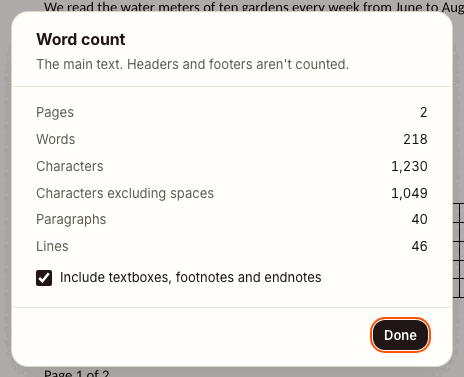 We read the water meters of ten gardens every week from June to Aug
Word count
The main text. Headers and footers aren't counted.
Pages 2
Words 218
Characters 1,230
Characters excluding spaces 1,049
Paragraphs 40
Lines 46
Include textboxes, footnotes and endnotes
Done
Page 1 of 2